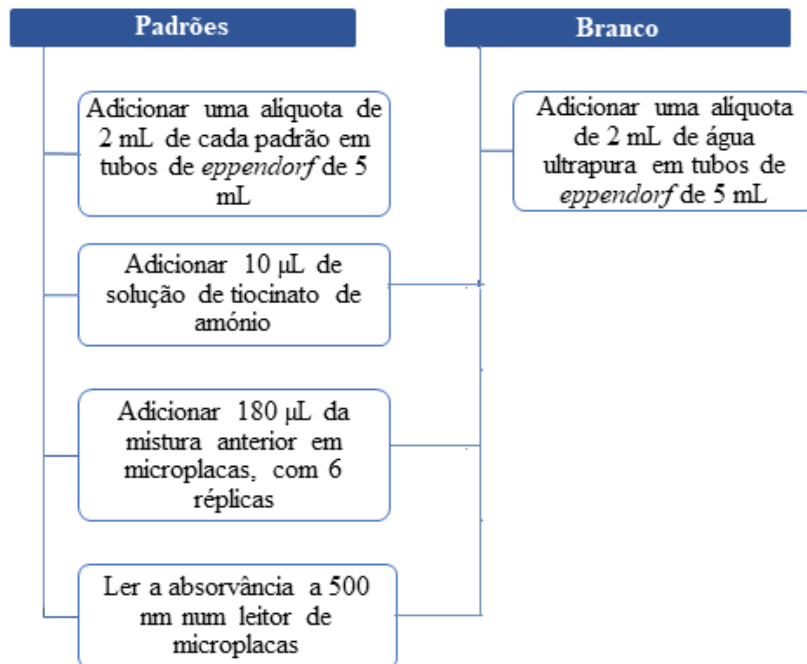 Padrões
Adicionar uma alíquota de
2 mL de cada padrão em
tubos de eppendorf de 5
mL
Adicionar 10 µL de
solução de tiocinato de
amónio
Adicionar 180 µL da
mistura anterior em
microplacas, com 6
réplicas
Ler a absorvância a 500
nm num leitor de
microplacas
Branco
Adicionar uma alíquota
de 2 mL de água
ultrapura em tubos de
eppendorf de 5 mL